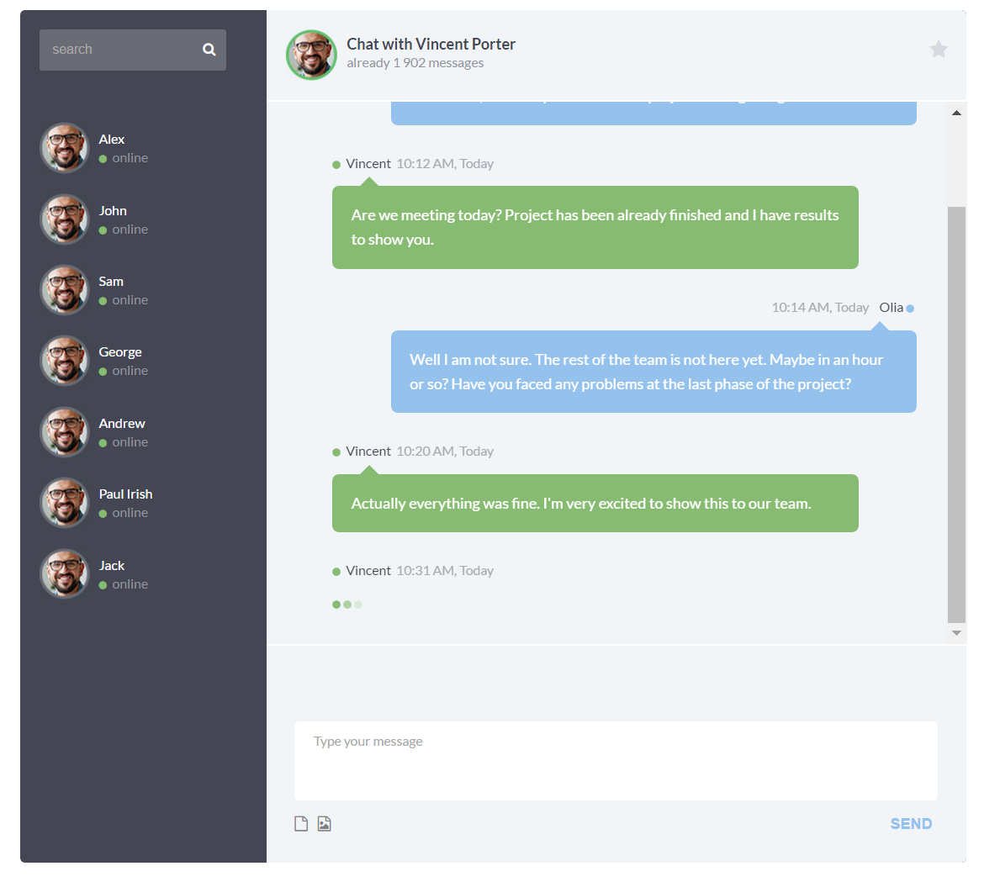 search
Alex
online
John
online
Sam
online
George
online
Andrew
online
Paul Irish
online
Jack
online
Chat with Vincent Porter
already 1 902 messages
Vincent 10:12 AM, Today
Are we meeting today? Project has been already finished and I have results
to show you.
10:14 AM, Today Olia
Well I am not sure. The rest of the team is not here yet. Maybe in an hour
or so? Have you faced any problems at the last phase of the project?
Vincent 10:20 AM, Today
Actually everything was fine. I'm very excited to show this to our team.
Vincent 10:31 AM, Today
Type your message
SEND